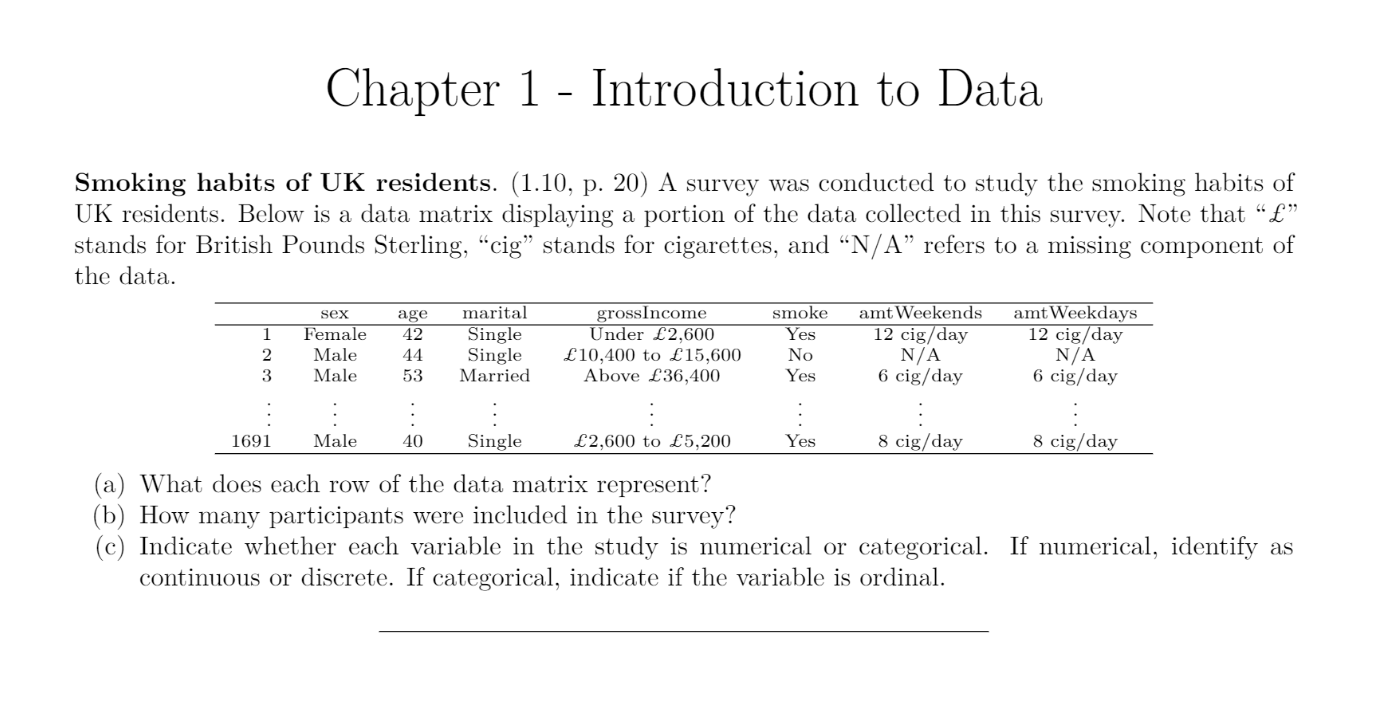 Chapter 1 - Introduction to Data
Smoking habits of UK residents. (1.10, p. 20) A survey was conducted to study the smoking habits of
UK residents. Below is a data matrix displaying a portion of the data collected in this survey. Note that “£”
stands for British Pounds Sterling, “cig” stands for cigarettes, and “N/A” refers to a missing component of
the data.
sex age marital grossIncome smoke amtWeekends amtWeekdays
1 Female 42 Single Under £2,600 Yes 12 cig/day 12 cig/day
2 Male 44 Single £10,400 to £15,600 No N/A N/A
3 Male 53 Married Above £36,400 Yes 6 cig/day 6 cig/day
⋮ ⋮ ⋮ ⋮ ⋮ ⋮ ⋮ ⋮
1691 Male 40 Single £2,600 to £5,200 Yes 8 cig/day 8 cig/day
(a) What does each row of the data matrix represent?
(b) How many participants were included in the survey?
(c) Indicate whether each variable in the study is numerical or categorical. If numerical, identify as
continuous or discrete. If categorical, indicate if the variable is ordinal.